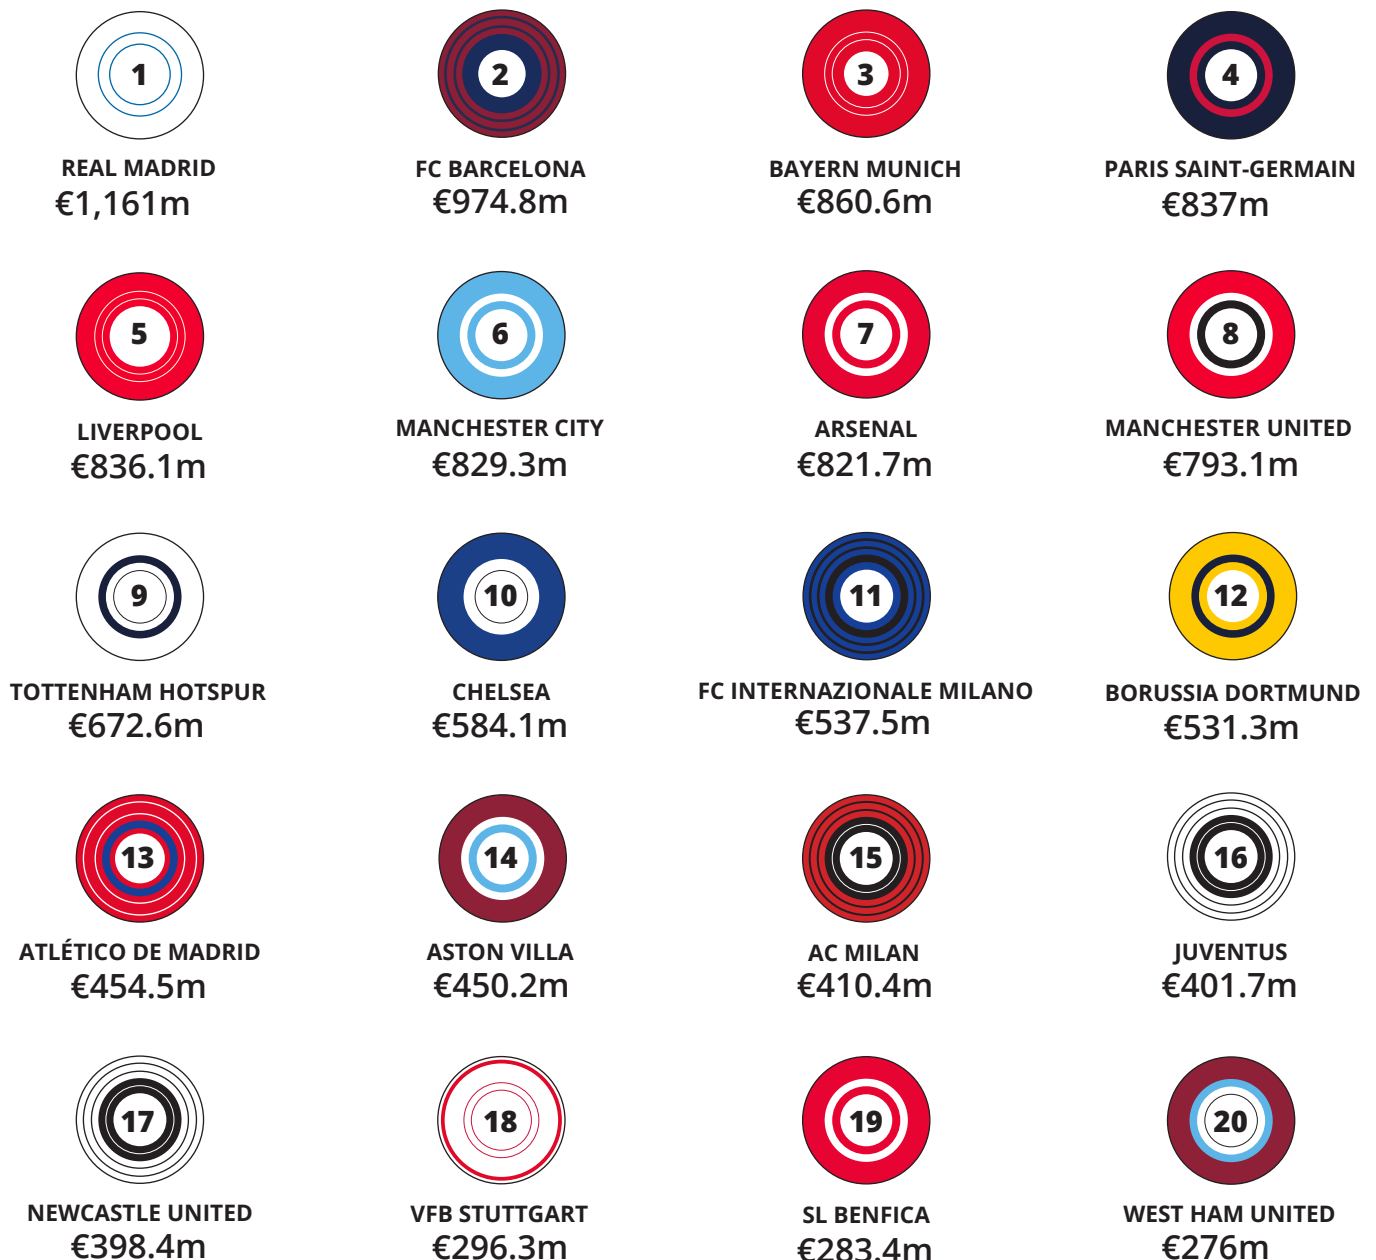 1
2
3
4
REAL MADRID
FC BARCELONA
BAYERN MUNICH
PARIS SAINT-GERMAIN
€1,161m
€974.8m
€860.6m
€837m
5
6
7
8
LIVERPOOL
MANCHESTER CITY
ARSENAL
MANCHESTER UNITED
€836.1m
€829.3m
€821.7m
€793.1m
9
10
11
12
TOTTENHAM HOTSPUR
CHELSEA
FC INTERNAZIONALE MILANO
BORUSSIA DORTMUND
€672.6m
€584.1m
€537.5m
€531.3m
13
14
15
16
ATLÉTICO DE MADRID
ASTON VILLA
AC MILAN
JUVENTUS
€454.5m
€450.2m
€410.4m
€401.7m
17
18
19
20
NEWCASTLE UNITED
VFB STUTTGART
SL BENFICA
WEST HAM UNITED
€398.4m
€296.3m
€283.4m
€276m